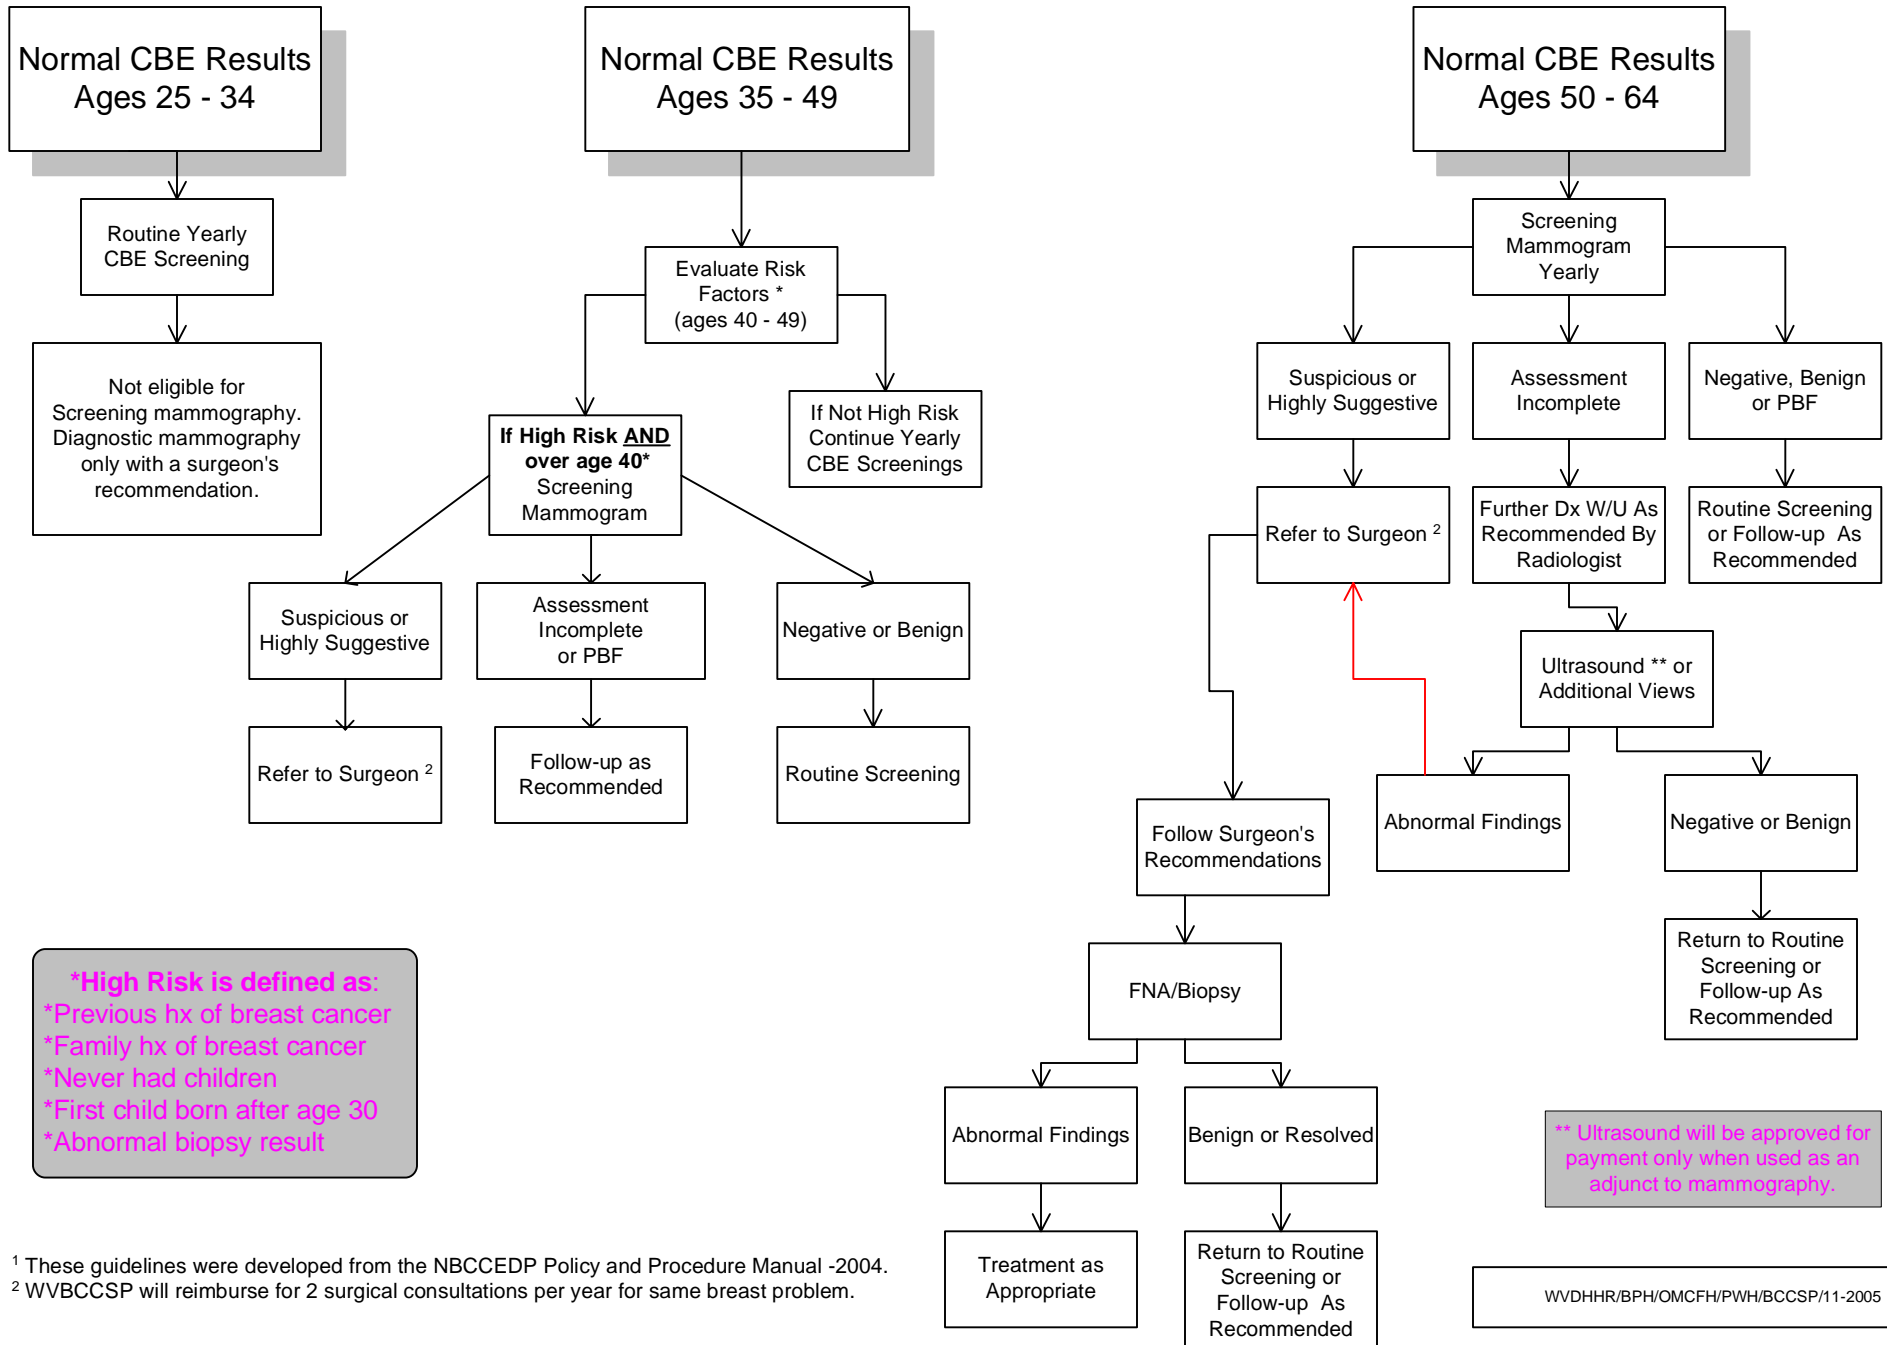 Normal CBE Results
Ages 25 - 34
Routine Yearly
CBE Screening
Not eligible for
Screening mammography.
Diagnostic mammography
only with a surgeon's
recommendation.
Normal CBE Results
Ages 35 - 49
Evaluate Risk
Factors *
(ages 40 - 49)
If High Risk AND
over age 40*
Screening
Mammogram
If Not High Risk
Continue Yearly
CBE Screenings
Suspicious or
Highly Suggestive
Assessment
Incomplete
or PBF
Negative or Benign
Refer to Surgeon ²
Follow-up as
Recommended
Routine Screening
Normal CBE Results
Ages 50 - 64
Screening
Mammogram
Yearly
Suspicious or
Highly Suggestive
Assessment
Incomplete
Negative, Benign
or PBF
Refer to Surgeon ²
Further Dx W/U As
Recommended By
Radiologist
Routine Screening
or Follow-up As
Recommended
Ultrasound ** or
Additional Views
Abnormal Findings
Negative or Benign
Follow Surgeon's
Recommendations
Return to Routine
Screening or
Follow-up As
Recommended
FNA/Biopsy
Abnormal Findings
Benign or Resolved
Treatment as
Appropriate
Return to Routine
Screening or
Follow-up As
Recommended
*High Risk is defined as:
*Previous hx of breast cancer
*Family hx of breast cancer
*Never had children
*First child born after age 30
*Abnormal biopsy result
** Ultrasound will be approved for
payment only when used as an
adjunct to mammography.
¹ These guidelines were developed from the NBCCEDP Policy and Procedure Manual -2004.
² WVBCCSP will reimburse for 2 surgical consultations per year for same breast problem.
WVDHHR/BPH/OMCFH/PWH/BCCSP/11-2005